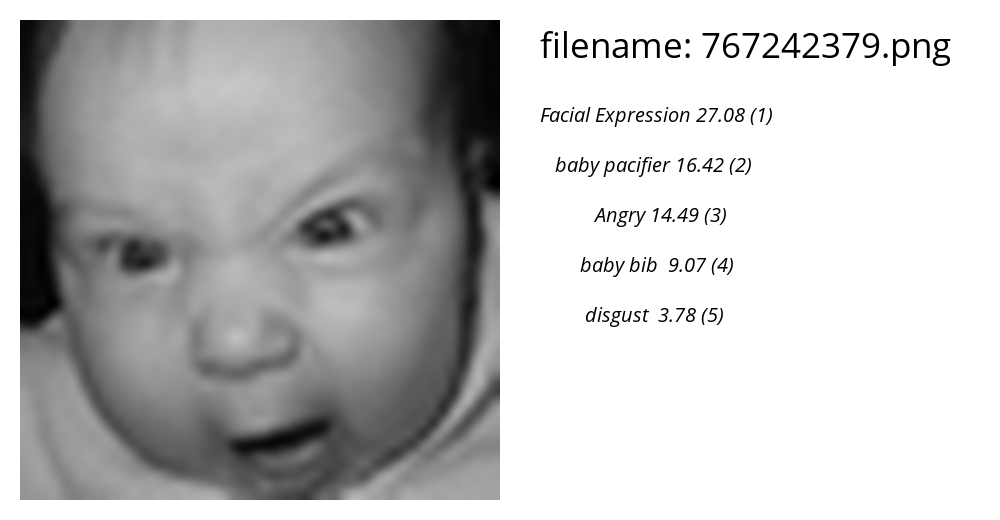 filename: 767242379.png
Facial Expression 27.08 (1)
baby pacifier 16.42 (2)
Angry 14.49 (3)
baby bib 9.07 (4)
disgust 3.78 (5)